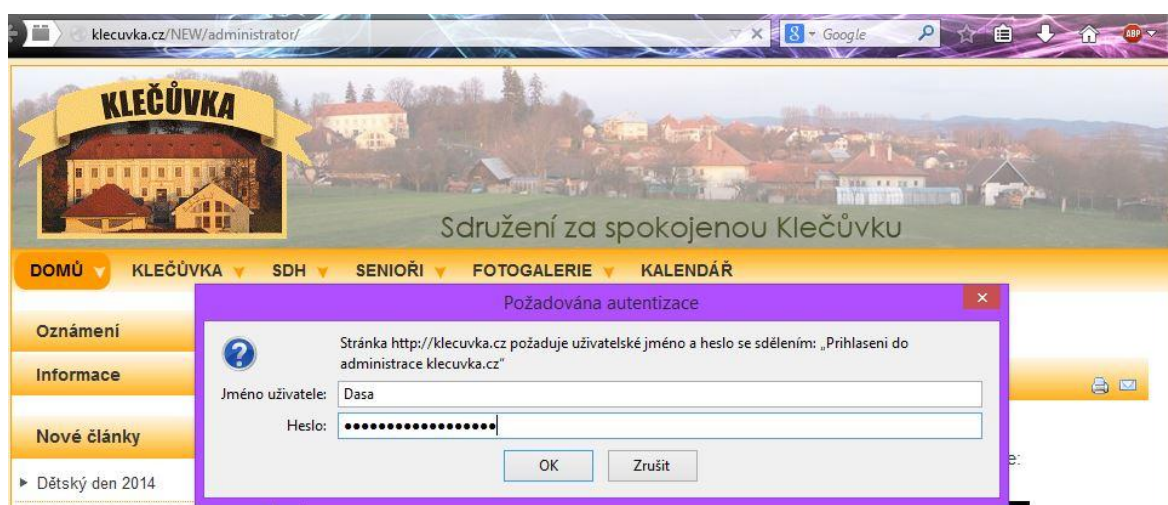 klecuvka.cz/NEW/administrator/
8 Google
ABP
KLEČŮVKA
Sdružení za spokojenou Klečůvku
DOMŮ KLEČŮVKA SDH SENIOŘI FOTOGALERIE KALENDÁŘ
Požadována autentizace
Oznámení
Stránka http://klecuvka.cz požaduje uživatelské jméno a heslo se sdělením: „Prihlaseni do
administrace klecuvka.cz“
Informace
Jméno uživatele: Dasa
Heslo: ••••••••••••••••••
Nové články
OK Zrušit
e:
Dětský den 2014